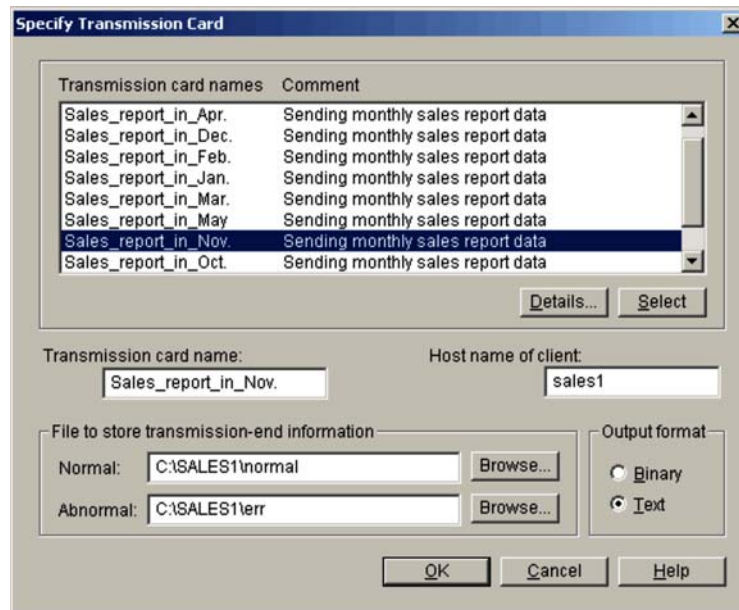 Specify Transmission Card
Transmission card names Comment
Sales_report_in_Apr. Sending monthly sales report data
Sales_report_in_Dec. Sending monthly sales report data
Sales_report_in_Feb. Sending monthly sales report data
Sales_report_in_Jan. Sending monthly sales report data
Sales_report_in_Mar. Sending monthly sales report data
Sales_report_in_May Sending monthly sales report data
Sales_report_in_Nov. Sending monthly sales report data
Sales_report_in_Oct. Sending monthly sales report data
Details... Select
Transmission card name: Host name of client:
Sales_report_in_Nov. sales1
File to store transmission-end information Output format
Normal: C:\SALES1\normal Browse... Binary
Abnormal: C:\SALES1\err Browse... Text
OK Cancel Help